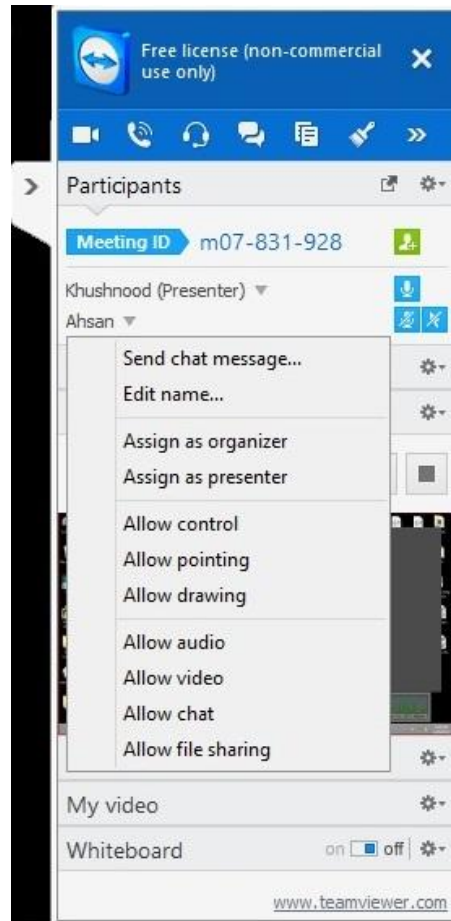 Free license (non-commercial
use only)
Participants
Meeting ID m07-831-928
Khushnood (Presenter)
Ahsan
Send chat message...
Edit name...
Assign as organizer
Assign as presenter
Allow control
Allow pointing
Allow drawing
Allow audio
Allow video
Allow chat
Allow file sharing
My video
Whiteboard on off
www.teamviewer.com